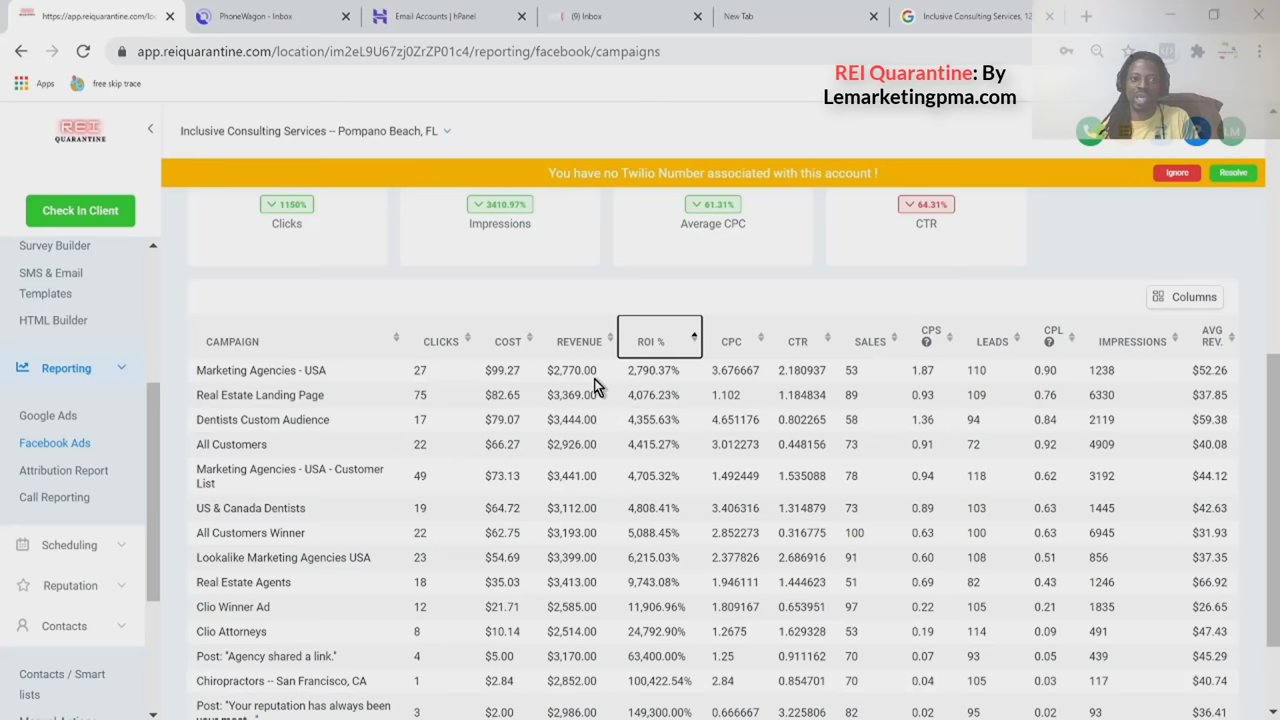 https://app.reiquarantine.com/loc
PhoneWagon - Inbox
Email Accounts | hPanel
(9) Inbox
New Tab
Inclusive Consulting Services, 12
app.reiquarantine.com/location/im2eL9U67zj0ZrZP01c4/reporting/facebook/campaigns
Apps
free skip trace
REI Quarantine: By
Lemarketingpma.com
REI
QUARANTINE
Inclusive Consulting Services -- Pompano Beach, FL
LM
You have no Twilio Number associated with this account !
Ignore
Resolve
Check In Client
Survey Builder
SMS & Email
Templates
HTML Builder
Reporting
Google Ads
Facebook Ads
Attribution Report
Call Reporting
Scheduling
Reputation
Contacts
Contacts / Smart
lists
1150% 3410.97% 61.31% 64.31%
Clicks Impressions Average CPC CTR
Columns
CAMPAIGN CLICKS COST REVENUE ROI % CPC CTR SALES CPS LEADS CPL IMPRESSIONS AVG REV.
Marketing Agencies - USA 27 $99.27 $2,770.00 2,790.37% 3.676667 2.180937 53 1.87 110 0.90 1238 $52.26
Real Estate Landing Page 75 $82.65 $3,369.00 4,076.23% 1.102 1.184834 89 0.93 109 0.76 6330 $37.85
Dentists Custom Audience 17 $79.07 $3,444.00 4,355.63% 4.651176 0.802265 58 1.36 94 0.84 2119 $59.38
All Customers 22 $66.27 $2,926.00 4,415.27% 3.012273 0.448156 73 0.91 72 0.92 4909 $40.08
Marketing Agencies - USA - Customer
List 49 $73.13 $3,441.00 4,705.32% 1.492449 1.535088 78 0.94 118 0.62 3192 $44.12
US & Canada Dentists 19 $64.72 $3,112.00 4,808.41% 3.406316 1.314879 73 0.89 103 0.63 1445 $42.63
All Customers Winner 22 $62.75 $3,193.00 5,088.45% 2.852273 0.316775 100 0.63 100 0.63 6945 $31.93
Lookalike Marketing Agencies USA 23 $54.69 $3,399.00 6,215.03% 2.377826 2.686916 91 0.60 108 0.51 856 $37.35
Real Estate Agents 18 $35.03 $3,413.00 9,743.08% 1.946111 1.444623 51 0.69 82 0.43 1246 $66.92
Clio Winner Ad 12 $21.71 $2,585.00 11,906.96% 1.809167 0.653951 97 0.22 105 0.21 1835 $26.65
Clio Attorneys 8 $10.14 $2,514.00 24,792.90% 1.2675 1.629328 53 0.19 114 0.09 491 $47.43
Post: "Agency shared a link." 4 $5.00 $3,170.00 63,400.00% 1.25 0.911162 70 0.07 93 0.05 439 $45.29
Chiropractors -- San Francisco, CA 1 $2.84 $2,852.00 100,422.54% 2.84 0.854701 70 0.04 105 0.03 117 $40.74
Post: "Your reputation has always been
3 $2.00 $2,986.00 149,300.00% 0.666667 3.225806 82 0.02 95 0.02 93 $36.41